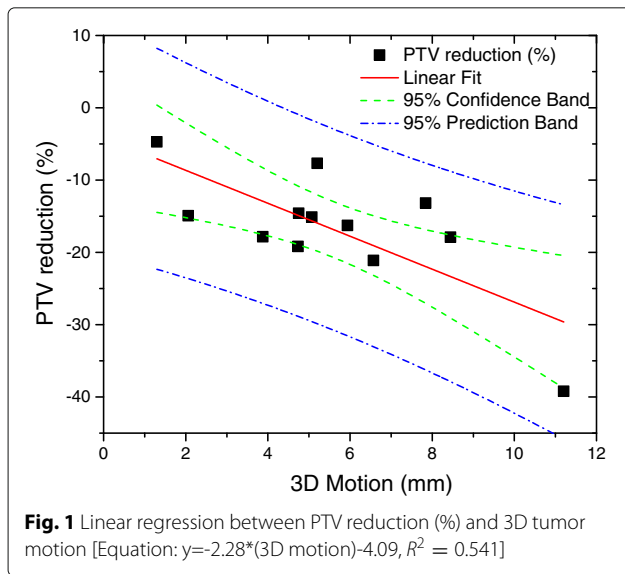 10
0
-10
-20
-30
-40
PTV reduction (%)
PTV reduction (%)
Linear Fit
95% Confidence Band
95% Prediction Band
0 2 4 6 8 10 12
3D Motion (mm)
Fig. 1 Linear regression between PTV reduction (%) and 3D tumor
motion [Equation: y=-2.28*(3D motion)-4.09, R² = 0.541]